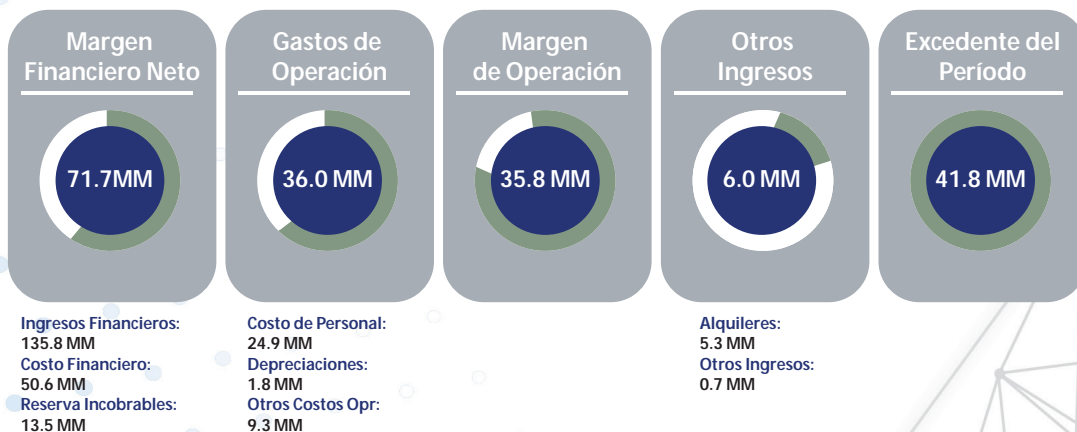 Margen
Financiero Neto
71.7MM
Gastos de
Operación
36.0 MM
Margen
de Operación
35.8 MM
Otros
Ingresos
6.0 MM
Excedente del
Período
41.8 MM
Ingresos Financieros:
135.8 MM
Costo Financiero:
50.6 MM
Reserva Incobrables:
13.5 MM
Costo de Personal:
24.9 MM
Depreciaciones:
1.8 MM
Otros Costos Opr:
9.3 MM
Alquileres:
5.3 MM
Otros Ingresos:
0.7 MM